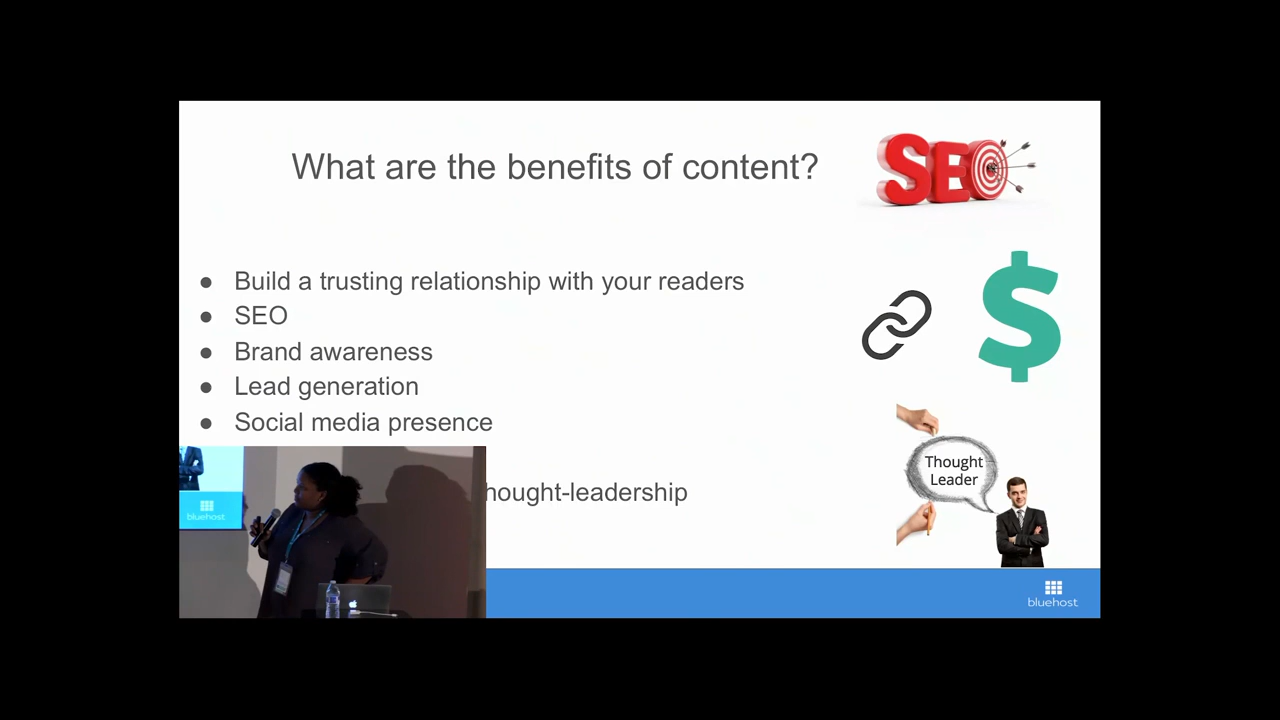 What are the benefits of content?
SEO
● Build a trusting relationship with your readers
● SEO
● Brand awareness
● Lead generation
● Social media presence
hought-leadership
Thought
Leader
bluehost
bluehost